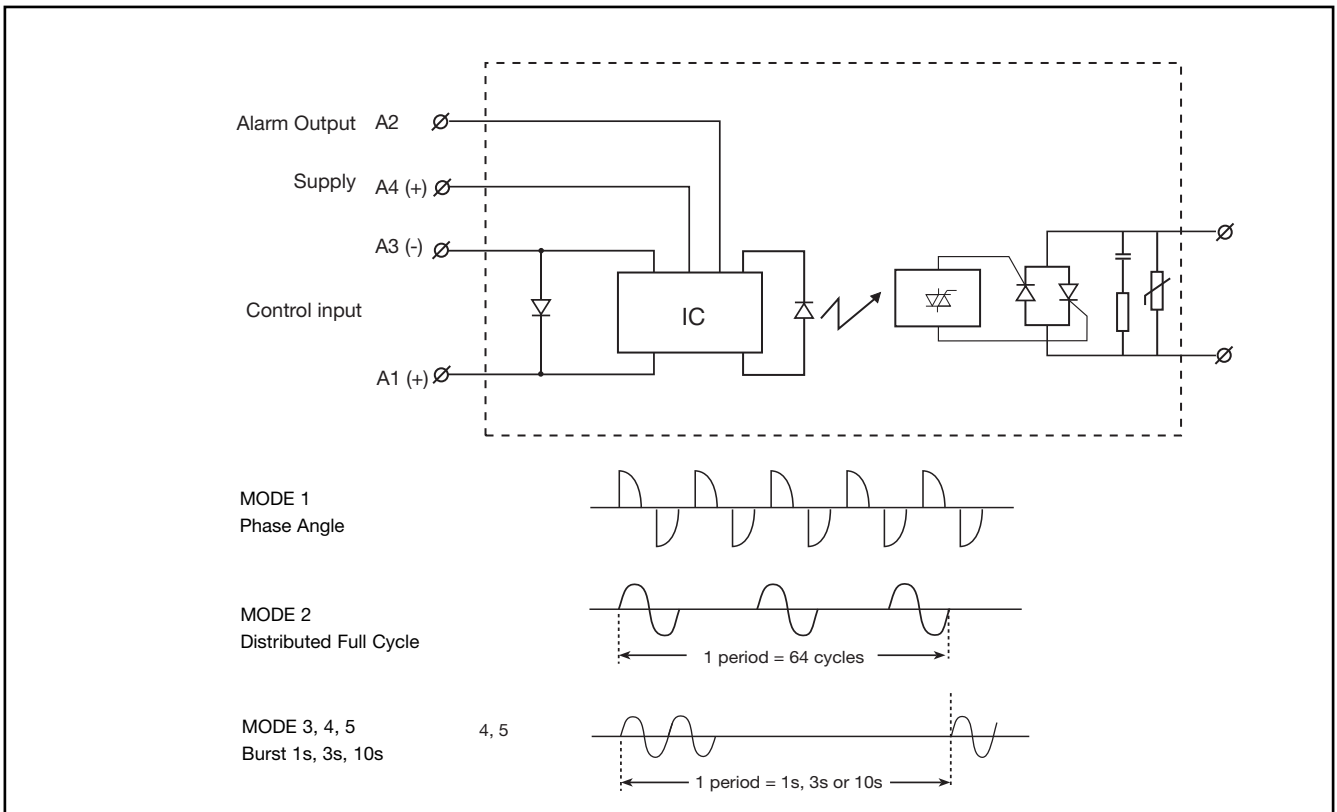 Alarm Output A2
Supply A4 (+)
A3 (-)
Control input
A1 (+)
IC
MODE 1
Phase Angle
MODE 2
Distributed Full Cycle
1 period = 64 cycles
MODE 3, 4, 5
Burst 1s, 3s, 10s
4, 5
1 period = 1s, 3s or 10s